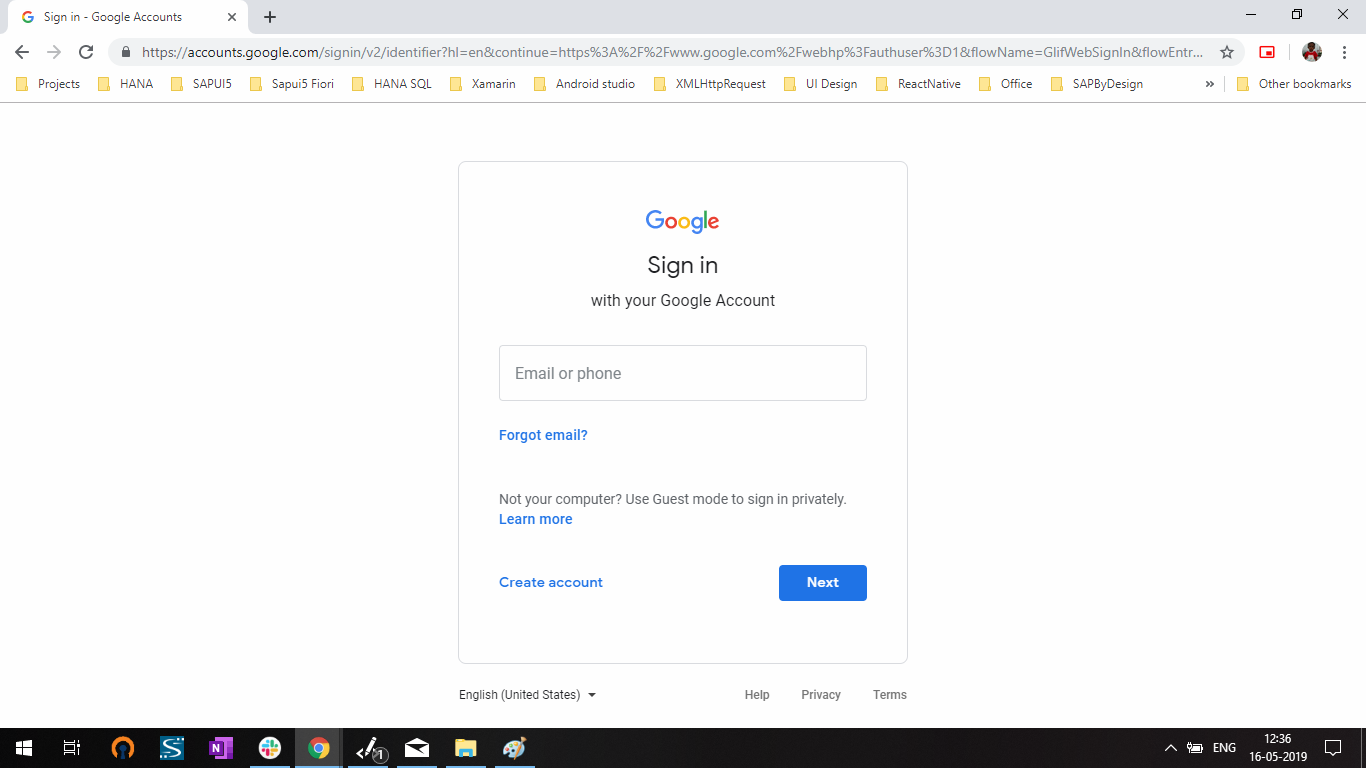 Sign in - Google Accounts
https://accounts.google.com/signin/v2/identifier?hl=en&continue=https%3A%2F%2Fwww.google.com%2Fwebhp%3Fauthuser%3D1&flowName=GlifWebSignIn&flowEntr...
Projects HANA SAPUI5 Sapui5 Fiori HANA SQL Xamarin Android studio XMLHttpRequest UI Design ReactNative Office SAPByDesign » Other bookmarks
Google
Sign in
with your Google Account
Email or phone
Forgot email?
Not your computer? Use Guest mode to sign in privately.
Learn more
Create account Next
English (United States) Help Privacy Terms
S N 1 ENG 12:36
16-05-2019